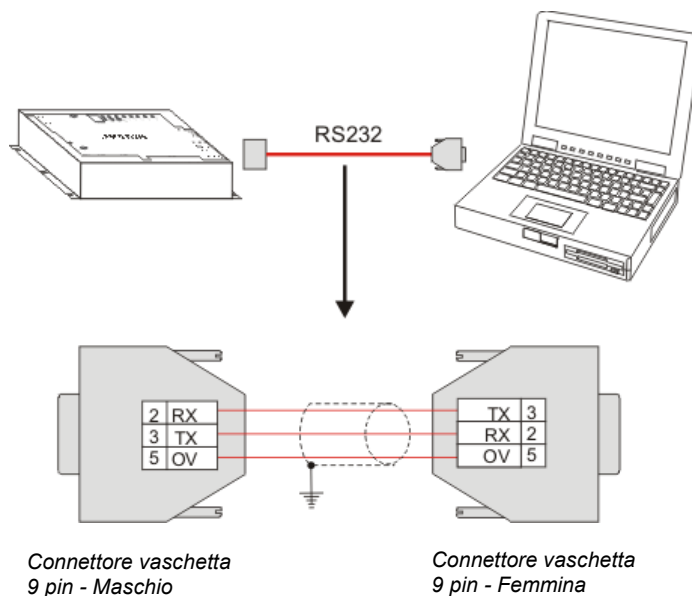 RS232
2 RX
3 TX
5 OV
TX 3
RX 2
OV 5
Connettore vaschetta
9 pin - Maschio
Connettore vaschetta
9 pin - Femmina